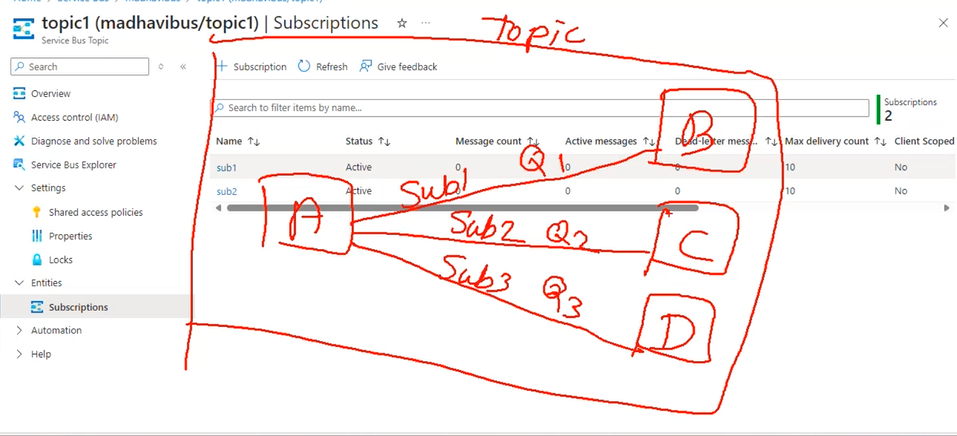 topic1 (madhavibus/topic1) | Subscriptions
Service Bus Topic
Topic
Search
Subscription
Refresh
Give feedback
Overview
Access control (IAM)
Diagnose and solve problems
Service Bus Explorer
Settings
Shared access policies
Properties
Locks
Entities
Subscriptions
Automation
Help
Search to filter items by name...
Subscriptions
2
Name Status Message count Active messages Dead-letter mess... Max delivery count Client Scoped
sub1 Active 0 0 0 10 No
sub2 Active 0 0 0 10 No
A
Sub1 Q1
B
Sub2 Q2
C
Sub3 Q3
D